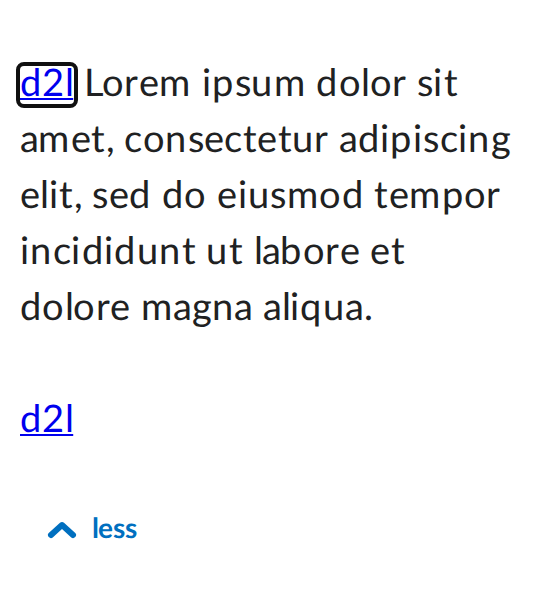 d2l Lorem ipsum dolor sit
amet, consectetur adipiscing
elit, sed do eiusmod tempor
incididunt ut labore et
dolore magna aliqua.
d2l
less